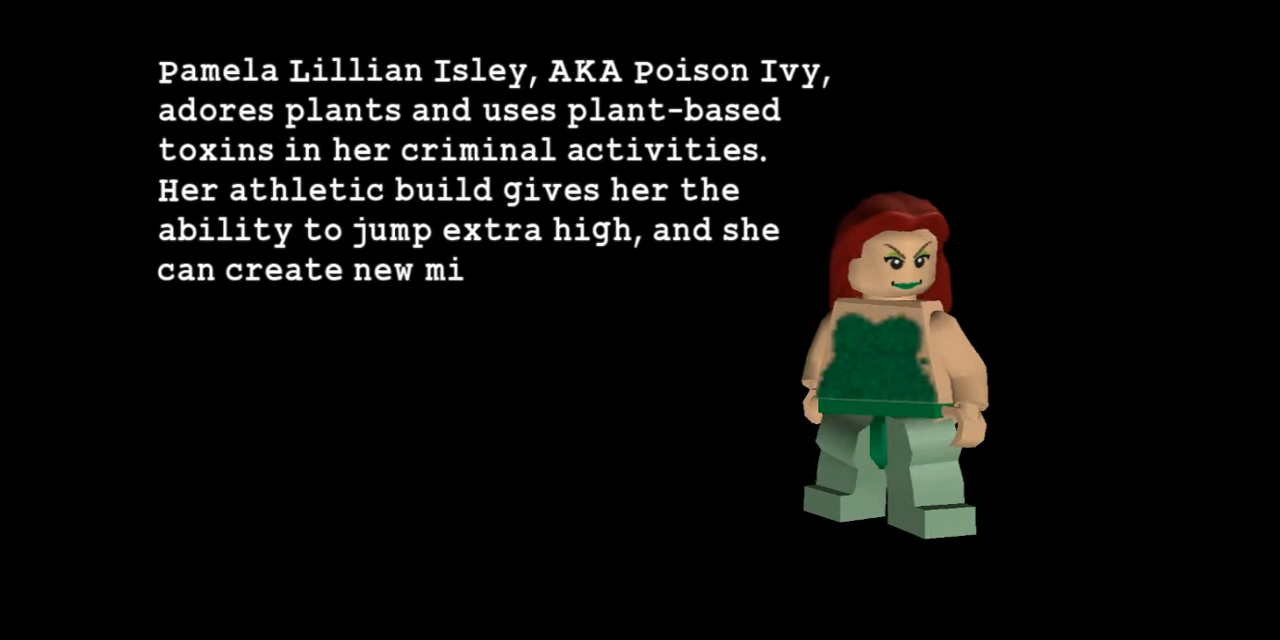 Pamela Lillian Isley, AKA Poison Ivy,
adores plants and uses plant-based
toxins in her criminal activities.
Her athletic build gives her the
ability to jump extra high, and she
can create new mi